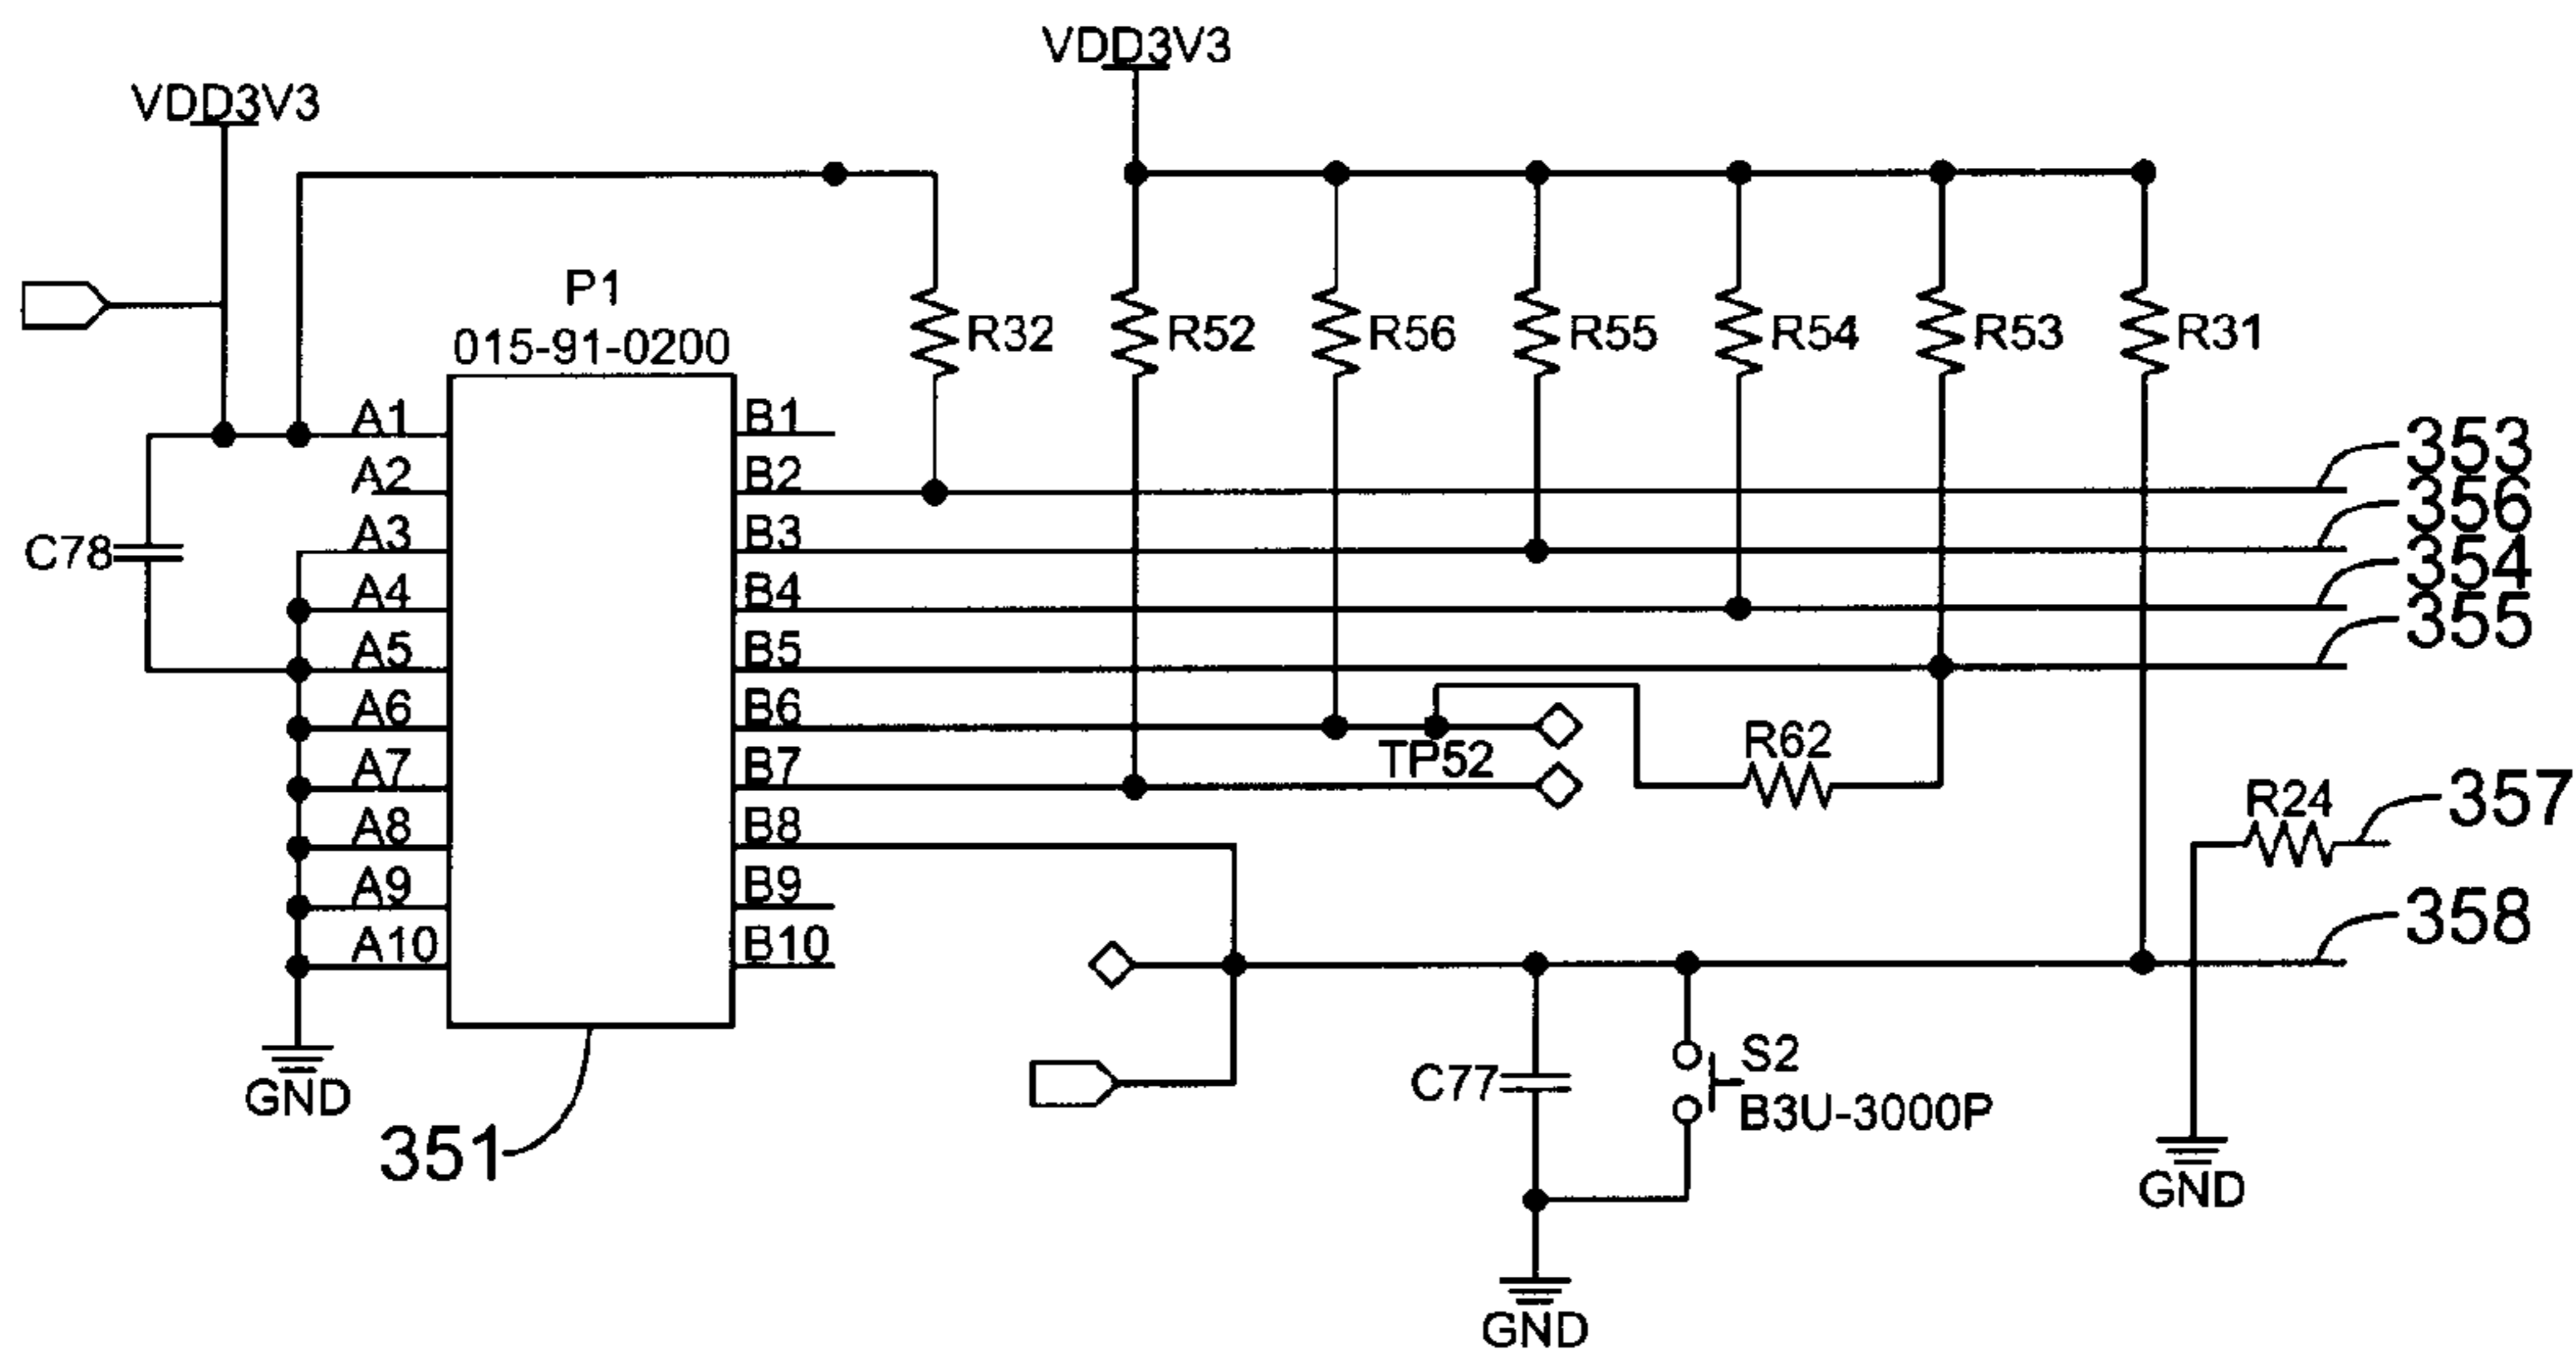 VDD3V3
VDD3V3
P1
015-91-0200
R32
R52
R56
R55
R54
R53
R31
A1
B1
A2
B2
353
A3
B3
356
C78
A4
B4
354
A5
B5
355
A6
B6
A7
B7
TP52
R62
R24
357
A8
B8
A9
B9
358
A10
B10
GND
351
C77
S2
B3U-3000P
GND
GND